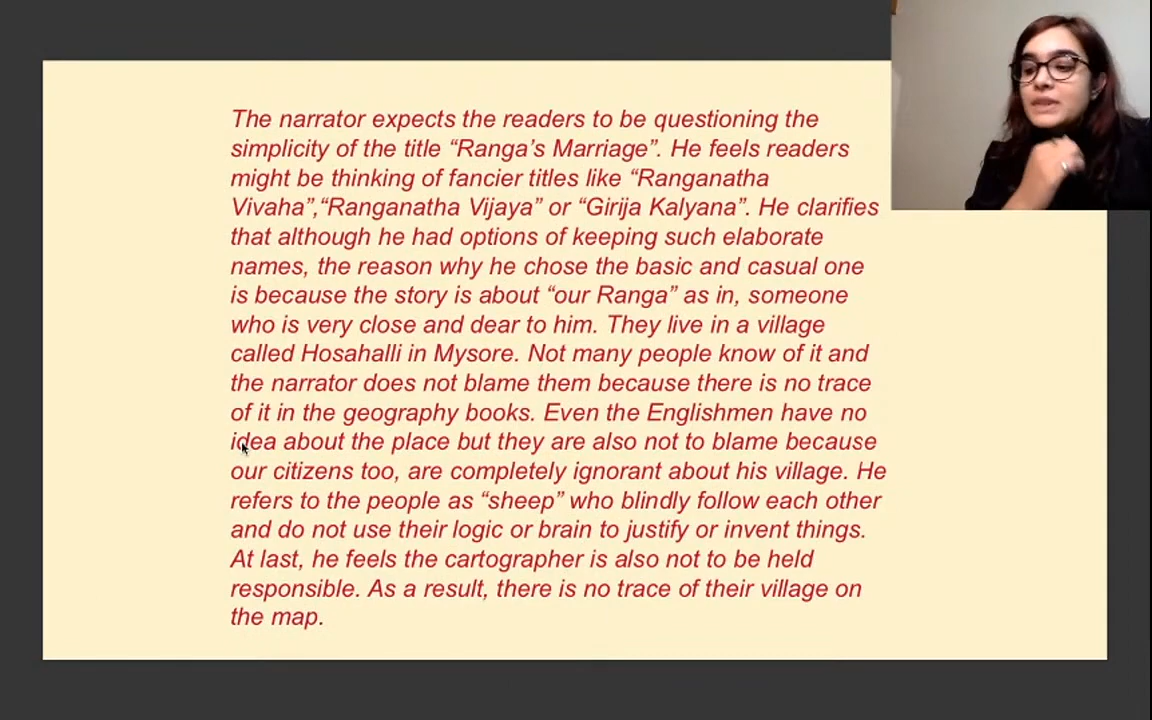 The narrator expects the readers to be questioning the
simplicity of the title “Ranga’s Marriage”. He feels readers
might be thinking of fancier titles like “Ranganatha
Vivaha”,“Ranganatha Vijaya” or “Girija Kalyana”. He clarifies
that although he had options of keeping such elaborate
names, the reason why he chose the basic and casual one
is because the story is about “our Ranga” as in, someone
who is very close and dear to him. They live in a village
called Hosahalli in Mysore. Not many people know of it and
the narrator does not blame them because there is no trace
of it in the geography books. Even the Englishmen have no
idea about the place but they are also not to blame because
our citizens too, are completely ignorant about his village. He
refers to the people as “sheep” who blindly follow each other
and do not use their logic or brain to justify or invent things.
At last, he feels the cartographer is also not to be held
responsible. As a result, there is no trace of their village on
the map.